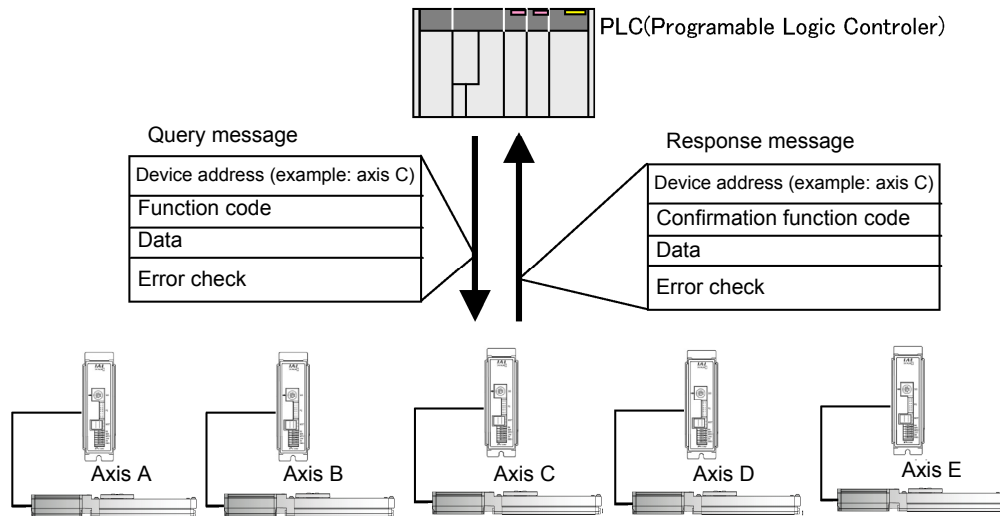 PLC(Programable Logic Controler)
Query message
Device address (example: axis C)
Function code
Data
Error check
Response message
Device address (example: axis C)
Confirmation function code
Data
Error check
Axis A
Axis B
Axis C
Axis D
Axis E